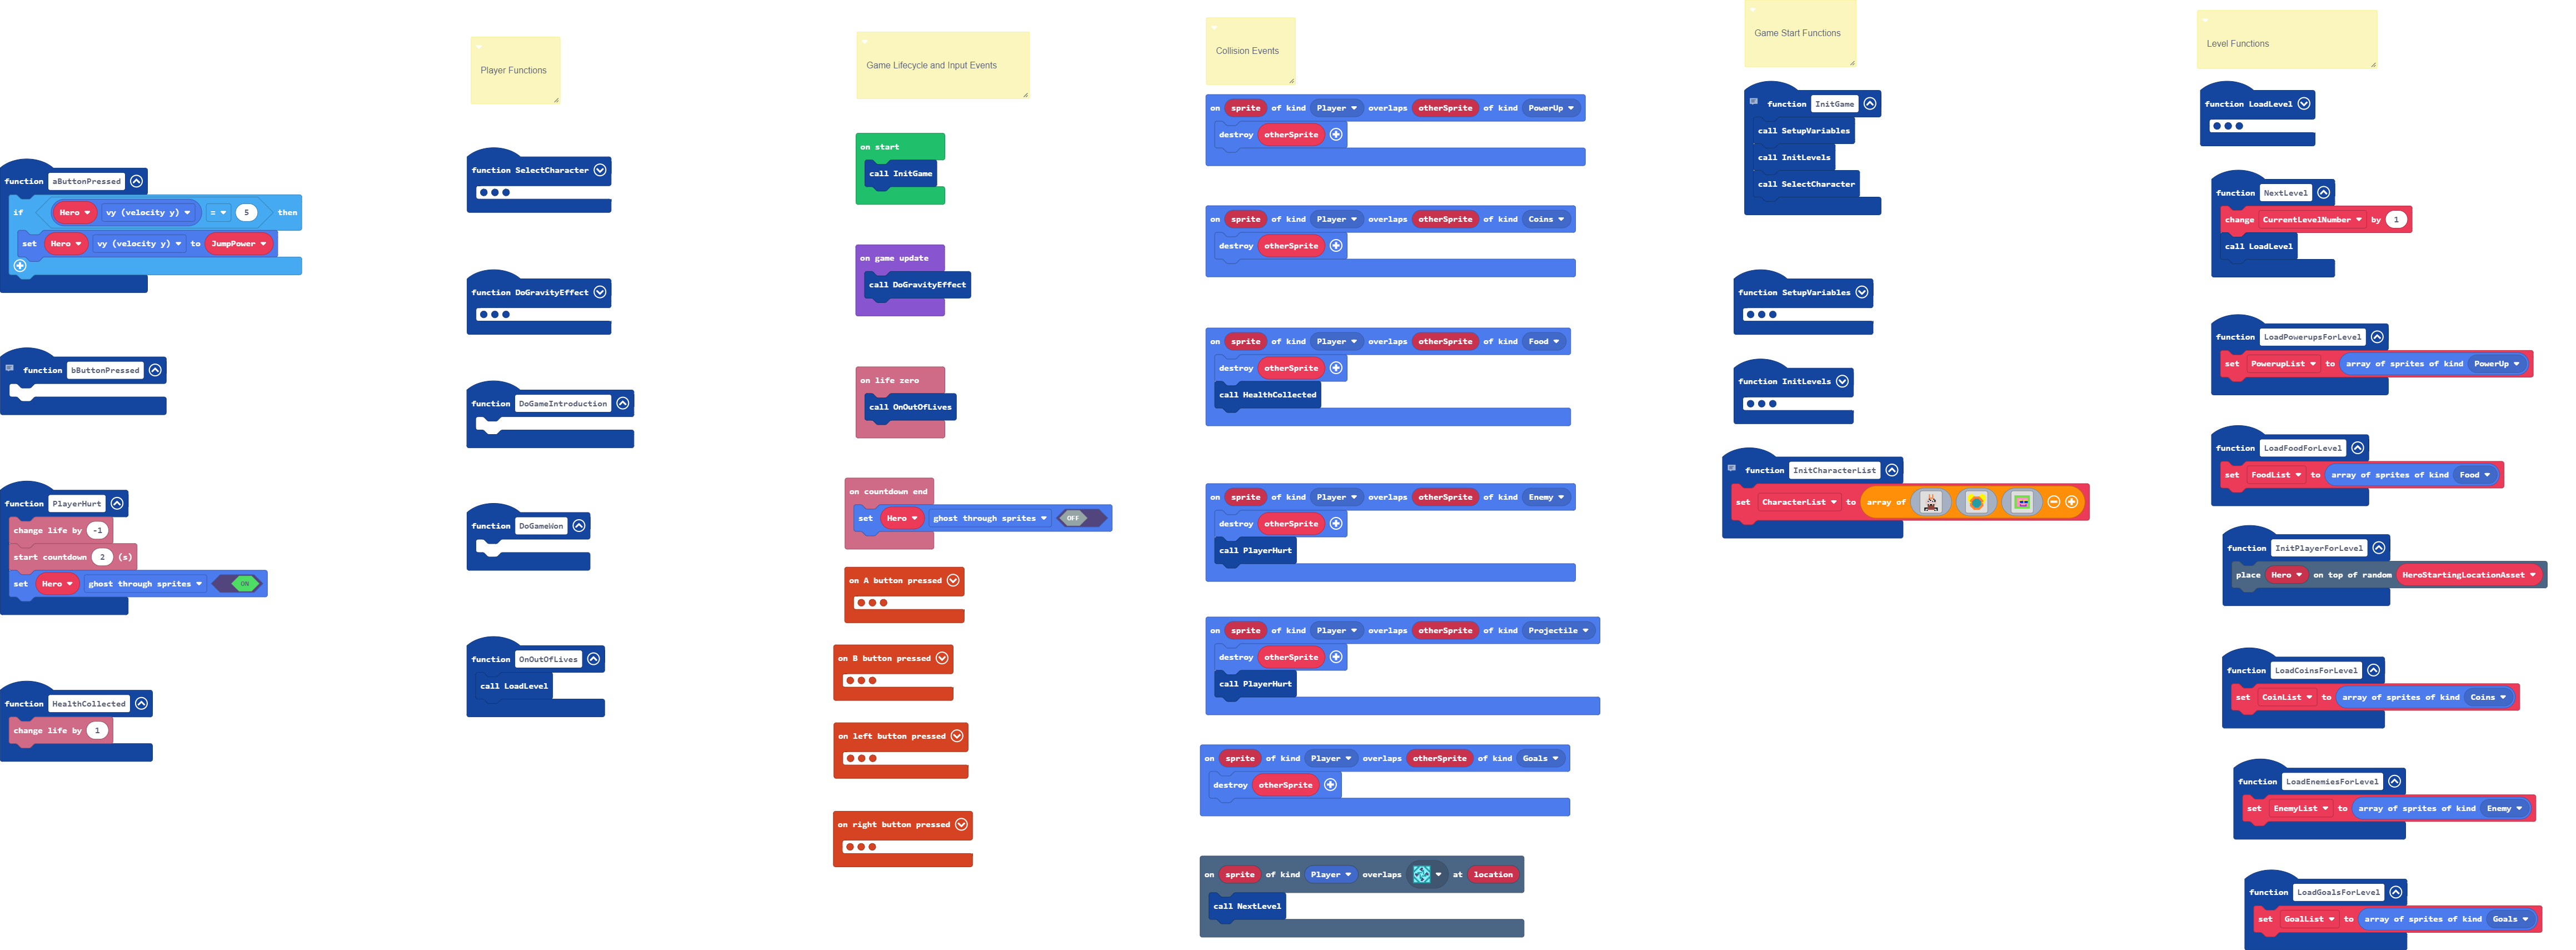 function aButtonPressed
if Hero vy (velocity y) = 5 then
set Hero vy (velocity y) to JumpPower
function bButtonPressed
function PlayerHurt
change life by -1
start countdown 2 (s)
set Hero ghost through sprites ON
function HealthCollected
change life by 1
Player Functions
function SelectCharacter
function DoGravityEffect
function DoGameIntroduction
function DoGameWon
function OnOutOfLives
call LoadLevel
Game Lifecycle and Input Events
on start
call InitGame
on game update
call DoGravityEffect
on life zero
call OnOutOfLives
on countdown end
set Hero ghost through sprites OFF
on A button pressed
on B button pressed
on left button pressed
on right button pressed
Collision Events
on sprite of kind Player overlaps otherSprite of kind PowerUp
destroy otherSprite
on sprite of kind Player overlaps otherSprite of kind Coins
destroy otherSprite
on sprite of kind Player overlaps otherSprite of kind Food
destroy otherSprite
call HealthCollected
on sprite of kind Player overlaps otherSprite of kind Enemy
destroy otherSprite
call PlayerHurt
on sprite of kind Player overlaps otherSprite of kind Projectile
destroy otherSprite
call PlayerHurt
on sprite of kind Player overlaps otherSprite of kind Goals
destroy otherSprite
on sprite of kind Player overlaps at location
call NextLevel
Game Start Functions
function InitGame
call SetupVariables
call InitLevels
call SelectCharacter
function SetupVariables
function InitLevels
function InitCharacterList
set CharacterList to array of
Level Functions
function LoadLevel
function NextLevel
change CurrentLevelNumber by 1
call LoadLevel
function LoadPowerupsForLevel
set PowerupList to array of sprites of kind PowerUp
function LoadFoodForLevel
set FoodList to array of sprites of kind Food
function InitPlayerForLevel
place Hero on top of random HeroStartingLocationAsset
function LoadCoinsForLevel
set CoinList to array of sprites of kind Coins
function LoadEnemiesForLevel
set EnemyList to array of sprites of kind Enemy
function LoadGoalsForLevel
set GoalList to array of sprites of kind Goals